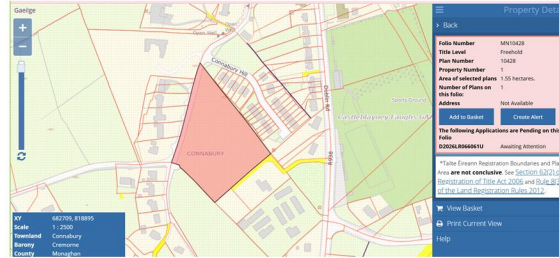 Gaeilge
Property Deta
> Back
Folio Number MN10428
Title Level Freehold
Plan Number 10428
Property Number 1
Area of selected plans 1.55 hectares.
Number of Plans on this folio: 1
Address Not Available
Add to Basket Create Alert
The following Applications are Pending on this
Folio
D2026LR066061U Awaiting Attention
*Tailte Éireann Registration Boundaries and Pla
Area are not conclusive. See Section 62(2) o
Registration of Title Act 2006 and Rule 8(
of the Land Registration Rules 2012.
View Basket
Print Current View
Help
Connabury Hill
Dublin Rd
Sports Ground
Castleblayney Faughs GAA
CONNABURY
XY 682709, 818895
Scale 1 : 2500
Townland Connabury
Barony Cremorne
County Monaghan